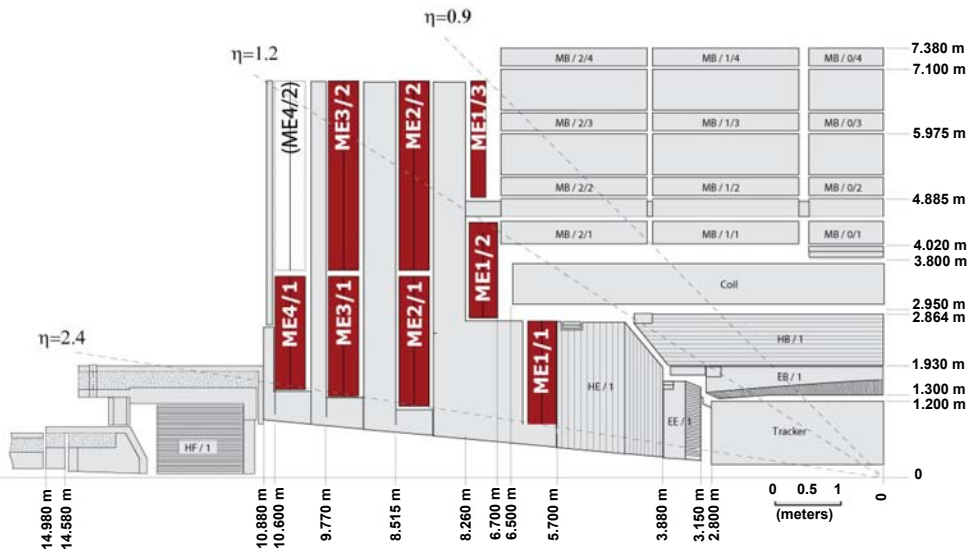 η=0.9
η=1.2
η=2.4
(ME4/2)
ME3/2
ME2/2
ME1/3
ME1/2
ME4/1
ME3/1
ME2/1
ME1/1
MB / 2/4
MB / 1/4
MB / 0/4
MB / 2/3
MB / 1/3
MB / 0/3
MB / 2/2
MB / 1/2
MB / 0/2
MB / 2/1
MB / 1/1
MB / 0/1
Coil
HB / 1
HE / 1
EB / 1
EE / 1
Tracker
HF / 1
7.380 m
7.100 m
5.975 m
4.885 m
4.020 m
3.800 m
2.950 m
2.864 m
1.930 m
1.300 m
1.200 m
0
0 0.5 1
(meters)
14.980 m
14.580 m
10.880 m
10.600 m
9.770 m
8.515 m
8.260 m
6.700 m
6.500 m
5.700 m
3.880 m
3.150 m
2.800 m
0